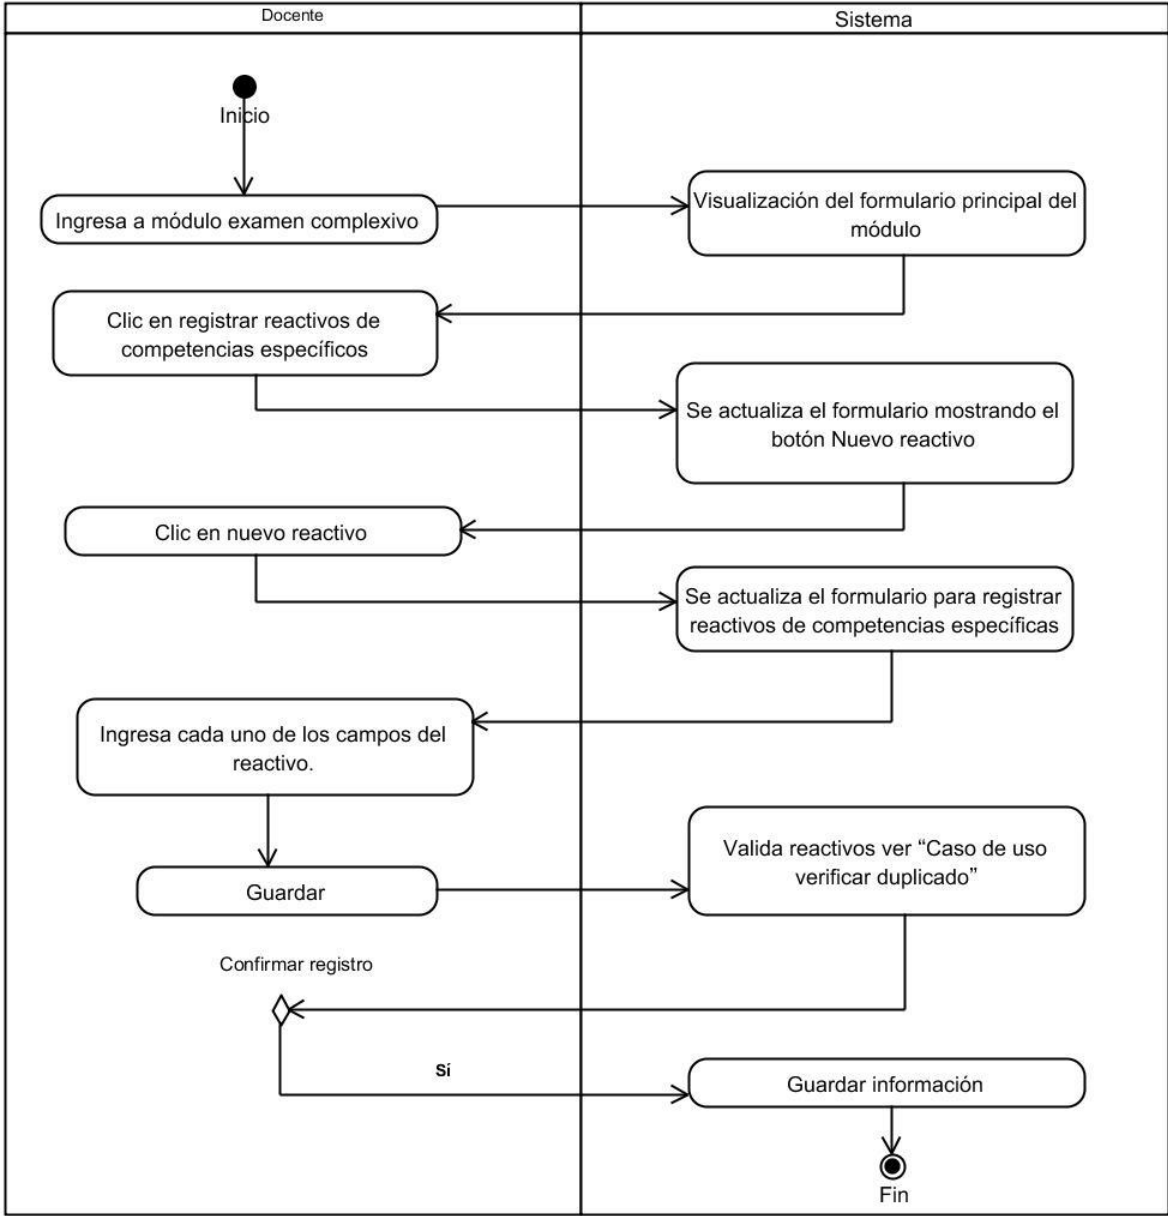 Docente
Sistema
Inicio
Ingresa a módulo examen complexivo
Visualización del formulario principal del
módulo
Clic en registrar reactivos de
competencias específicos
Se actualiza el formulario mostrando el
botón Nuevo reactivo
Clic en nuevo reactivo
Se actualiza el formulario para registrar
reactivos de competencias específicas
Ingresa cada uno de los campos del
reactivo.
Valida reactivos ver “Caso de uso
verificar duplicado”
Guardar
Confirmar registro
Sí
Guardar información
Fin